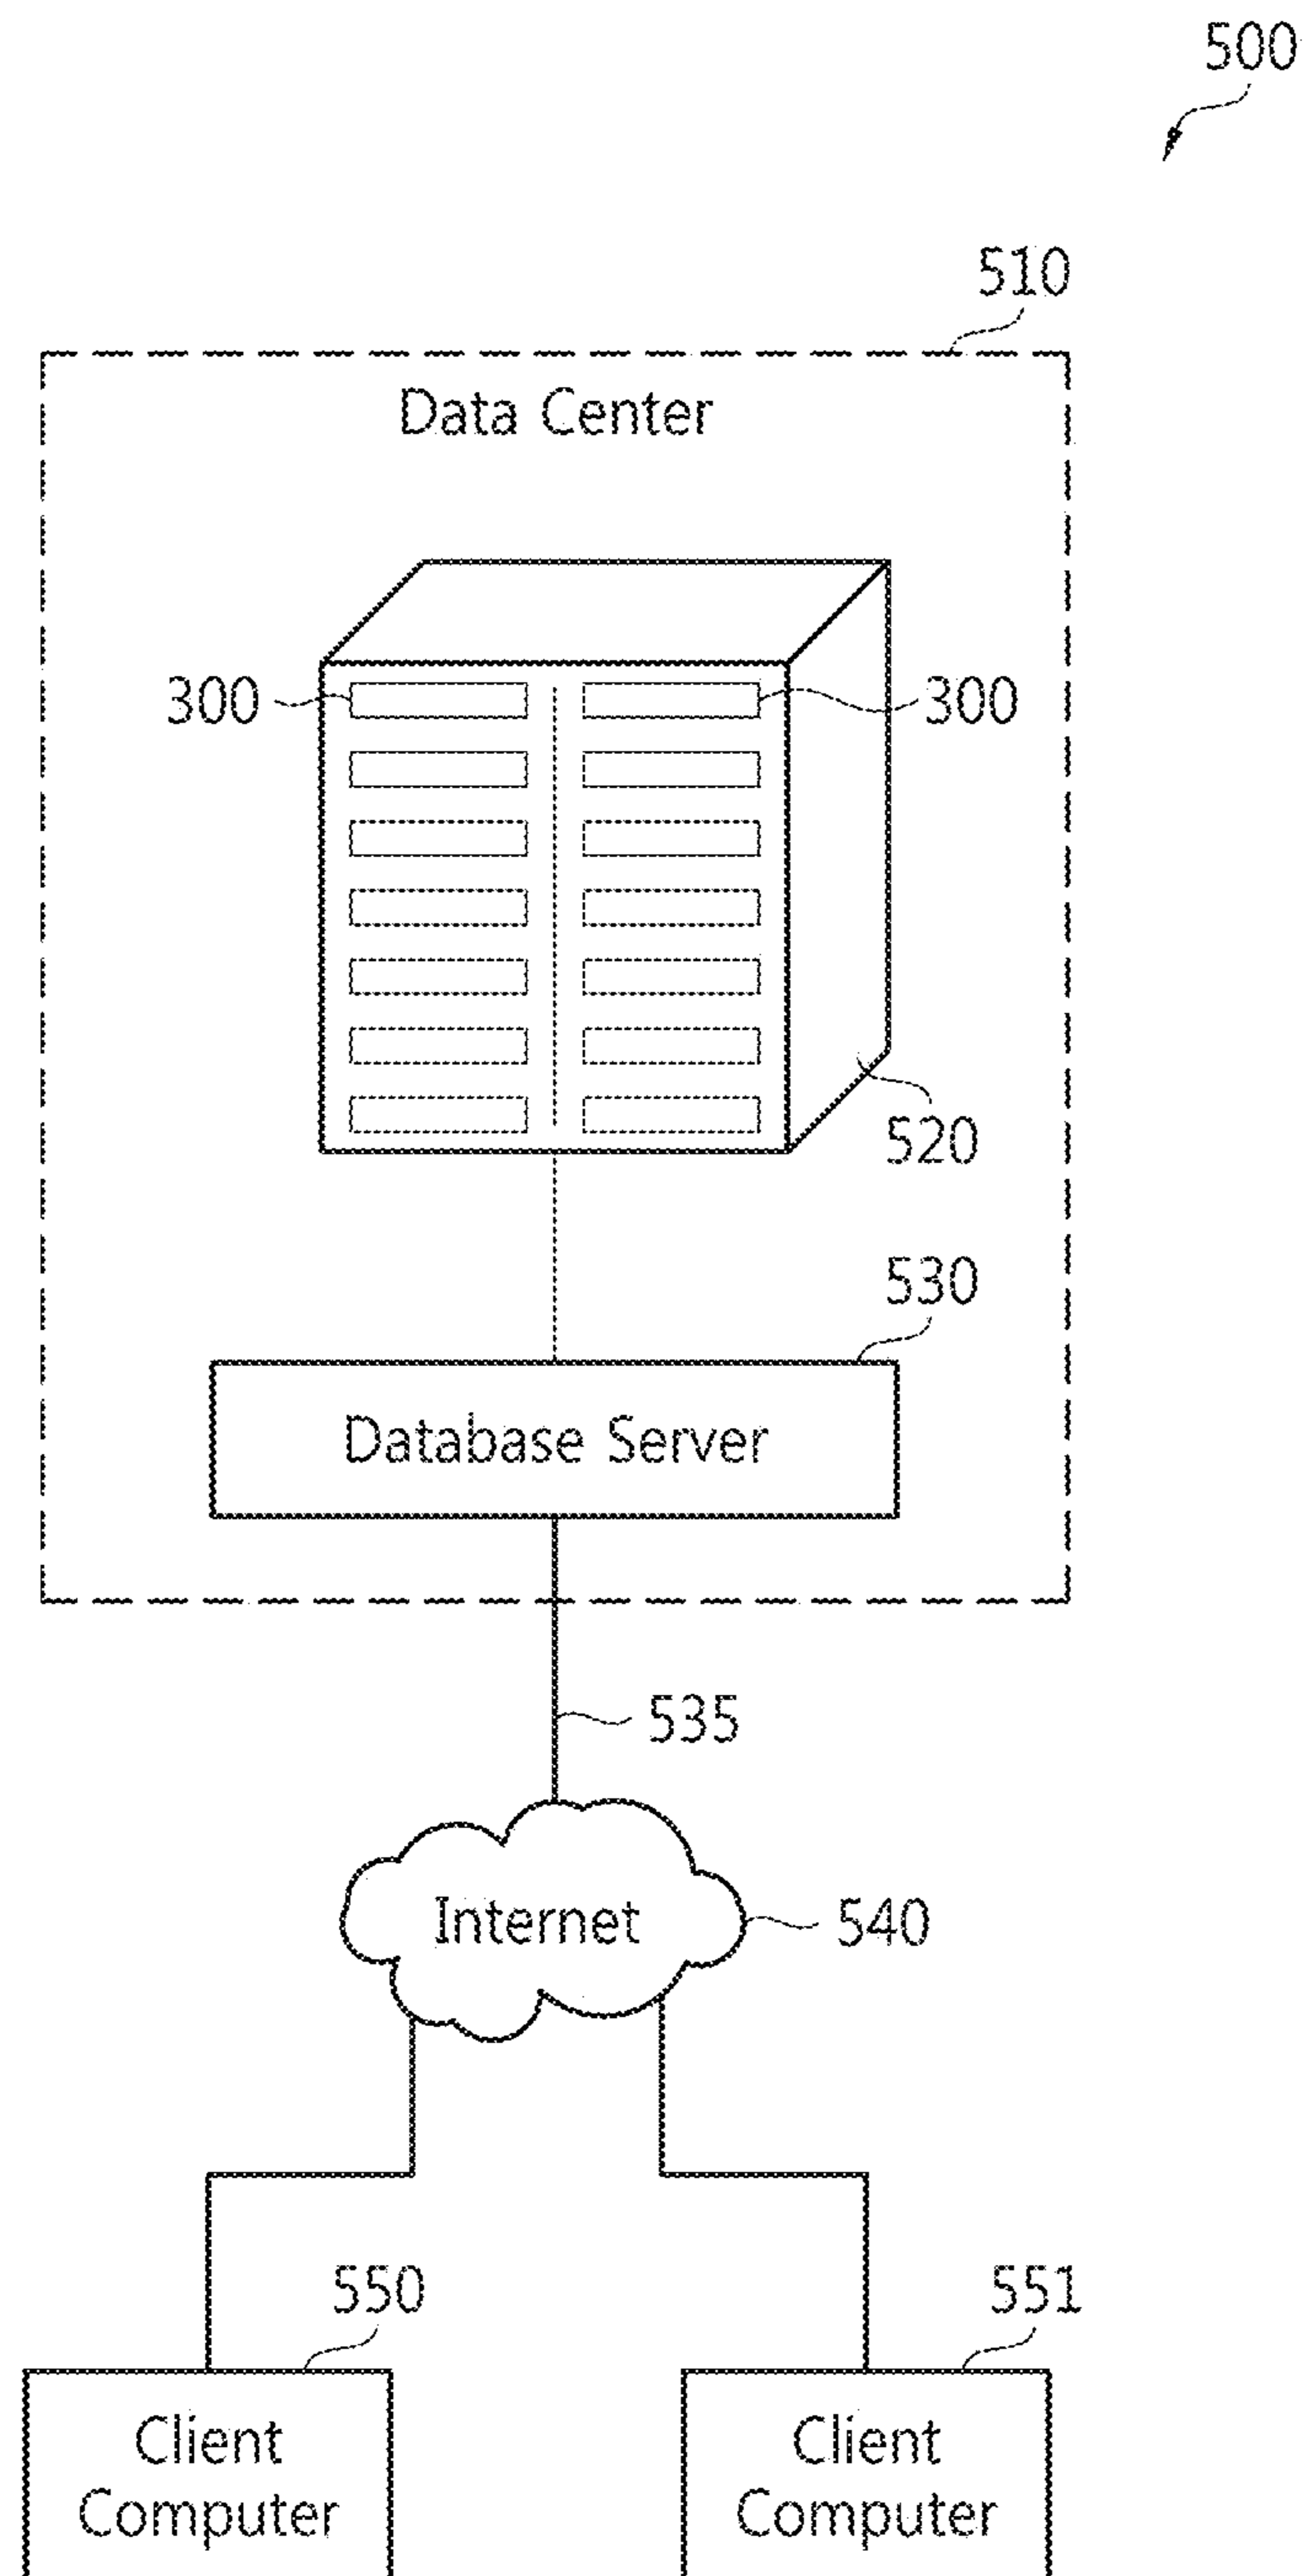 500
510
Data Center
300
300
520
530
Database Server
535
Internet
540
550
551
Client
Computer
Client
Computer